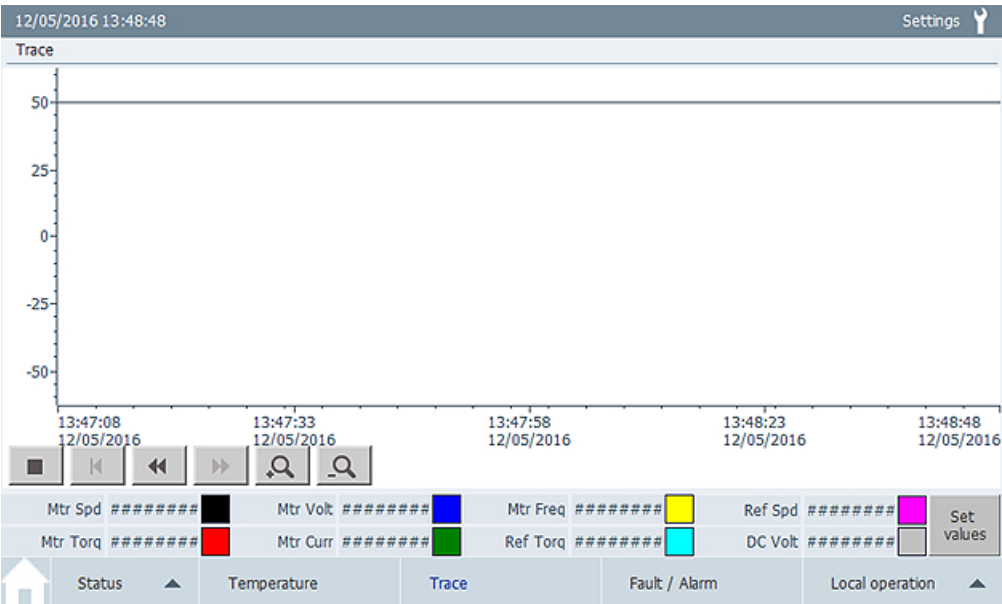 12/05/2016 13:48:48 Settings
Trace
50
25
0
-25
-50
13:47:08 13:47:33 13:47:58 13:48:23 13:48:48
12/05/2016 12/05/2016 12/05/2016 12/05/2016 12/05/2016
Mtr Spd ######## Mtr Volt ######## Mtr Freq ######## Ref Spd ######## Set
Mtr Torq ######## Mtr Curr ######## Ref Torq ######## DC Volt ######## values
Status Temperature Trace Fault / Alarm Local operation